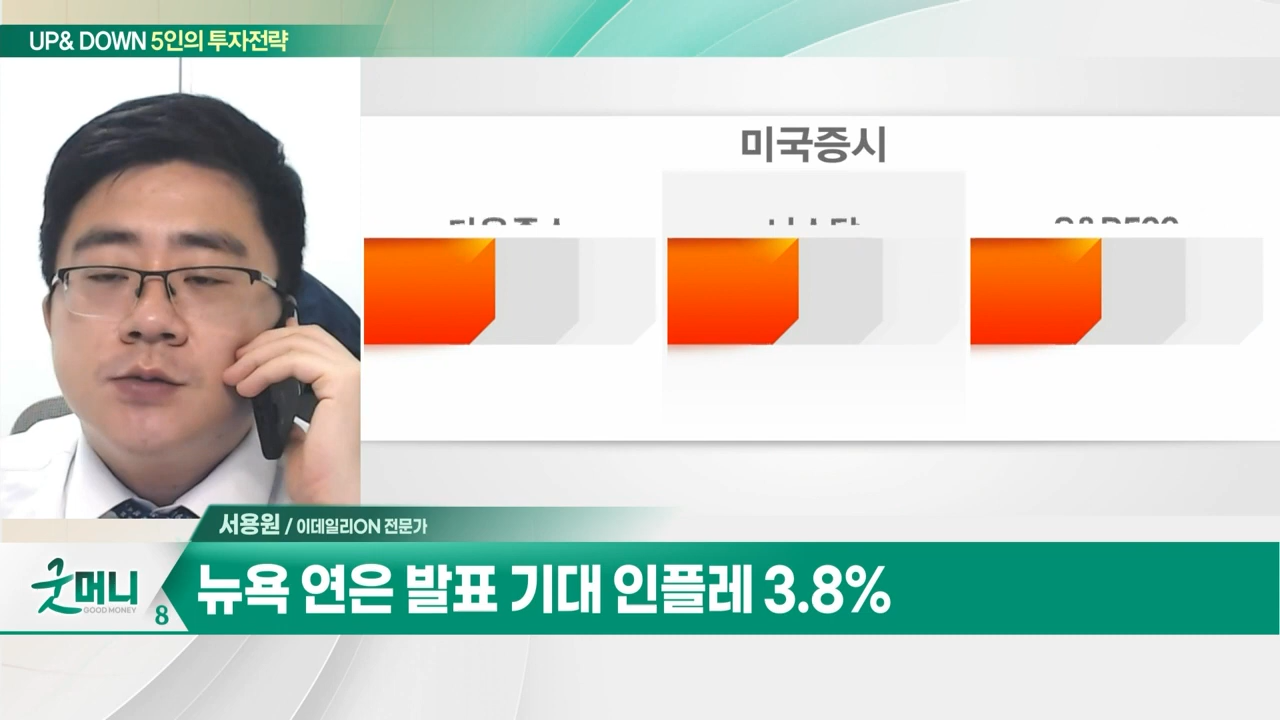 UP& DOWN 5인의 투자전략
미국증시
서용원 / 이데일리ON 전문가
굿머니
GOOD MONEY
8
뉴욕 연은 발표 기대 인플레 3.8%